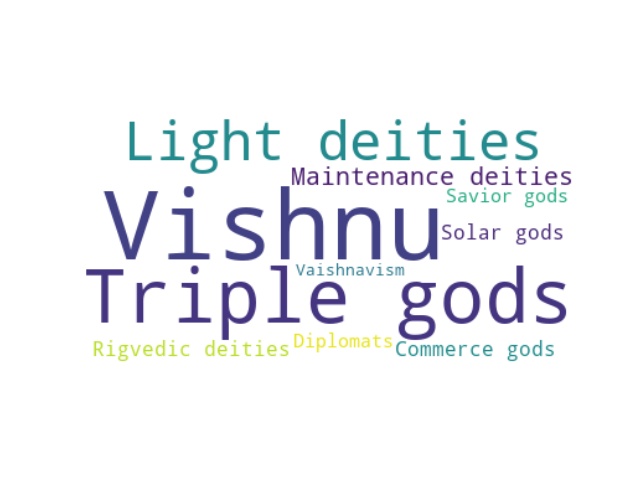 Light deities
Maintenance deities
Savior gods
Vishnu
Solar gods
Vaishnavism
Triple gods
Diplomats
Rigvedic deities
Commerce gods